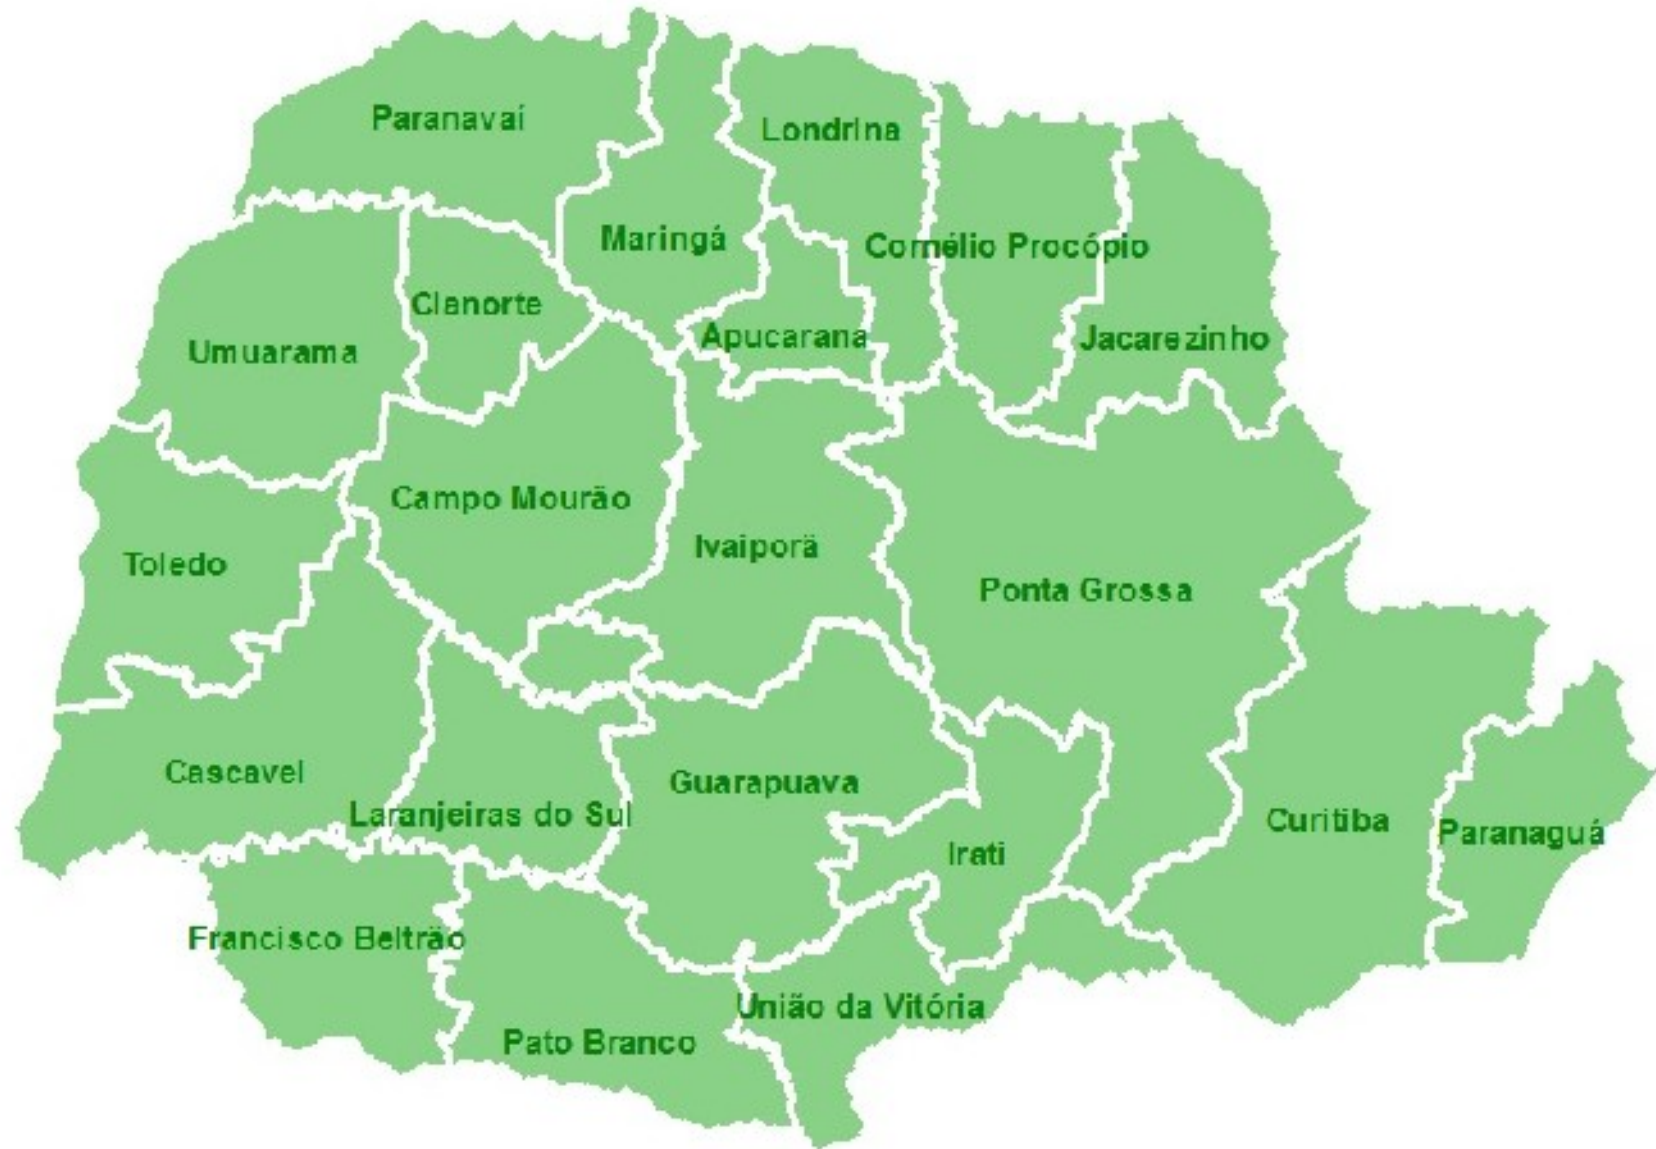 Paranavaí
Londrina
Maringá
Cornélio Procópio
Cianorte
Apucarana
Jacarezinho
Umuarama
Campo Mourão
Ivaiporã
Toledo
Ponta Grossa
Cascavel
Guarapuava
Laranjeiras do Sul
Curitiba
Paranaguá
Irati
Francisco Beltrão
União da Vitória
Pato Branco